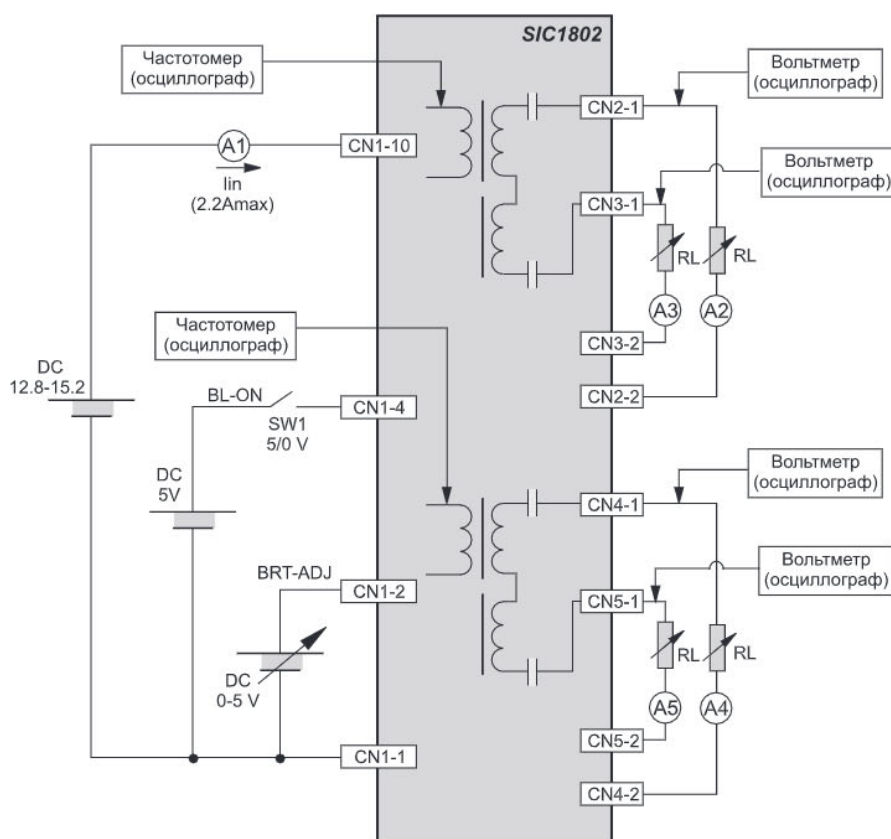 SIC1802
Частотомер
(осциллограф)
Вольтметр
(осциллограф)
CN2-1
A1
CN1-10
Iin
(2.2Amax)
Вольтметр
(осциллограф)
CN3-1
RL
RL
A3
A2
Частотомер
(осциллограф)
CN3-2
DC
12.8-15.2
BL-ON
CN2-2
CN1-4
SW1
5/0 V
DC
5V
Вольтметр
(осциллограф)
CN4-1
BRT-ADJ
CN1-2
Вольтметр
(осциллограф)
CN5-1
RL
RL
DC
0-5 V
A5
A4
CN5-2
CN1-1
CN4-2